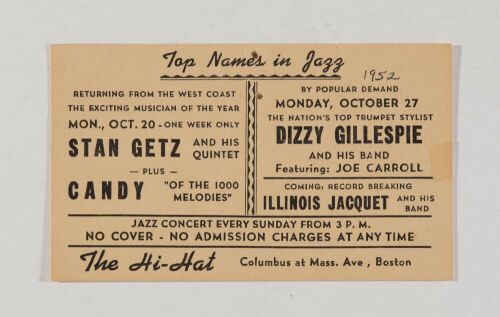 Top Names in Jazz
1952
RETURNING FROM THE WEST COAST
THE EXCITING MUSICIAN OF THE YEAR
MON., OCT. 20 - ONE WEEK ONLY
STAN GETZ AND HIS QUINTET
— PLUS —
CANDY "OF THE 1000 MELODIES"
BY POPULAR DEMAND
MONDAY, OCTOBER 27
THE NATION'S TOP TRUMPET STYLIST
DIZZY GILLESPIE
AND HIS BAND
Featuring: JOE CARROLL
COMING: RECORD BREAKING
ILLINOIS JACQUET AND HIS BAND
JAZZ CONCERT EVERY SUNDAY FROM 3 P. M.
NO COVER - NO ADMISSION CHARGES AT ANY TIME
The Hi-Hat Columbus at Mass. Ave , Boston